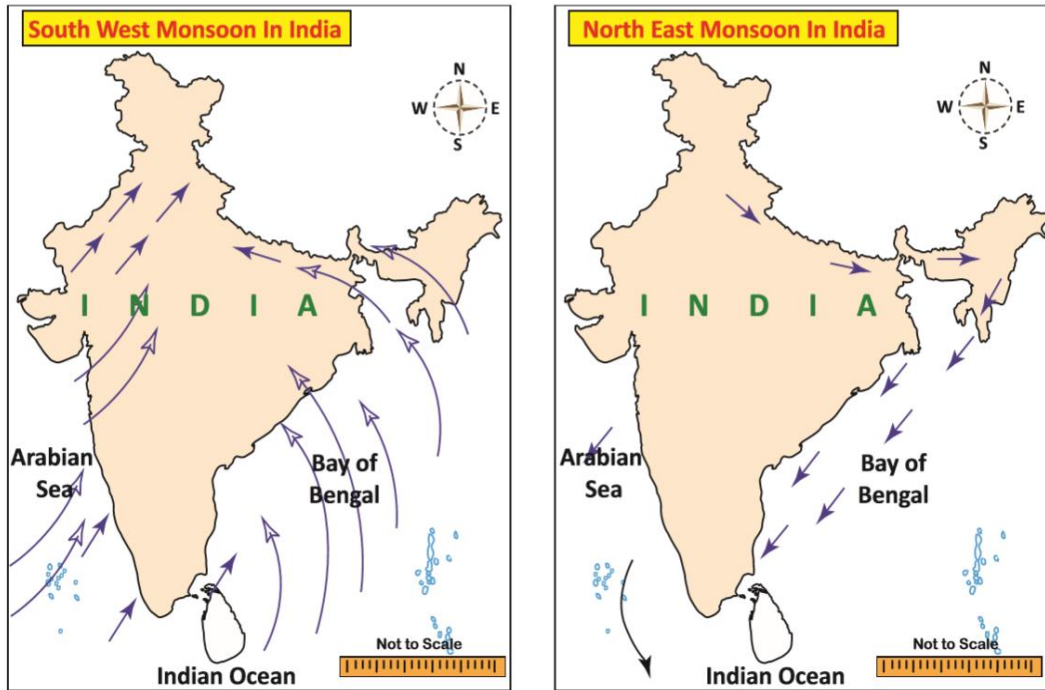 South West Monsoon In India
N
W
E
S
I N D I A
Arabian
Sea
Bay of
Bengal
Not to Scale
Indian Ocean
North East Monsoon In India
N
W
E
S
I N D I A
Arabian
Sea
Bay of
Bengal
Not to Scale
Indian Ocean